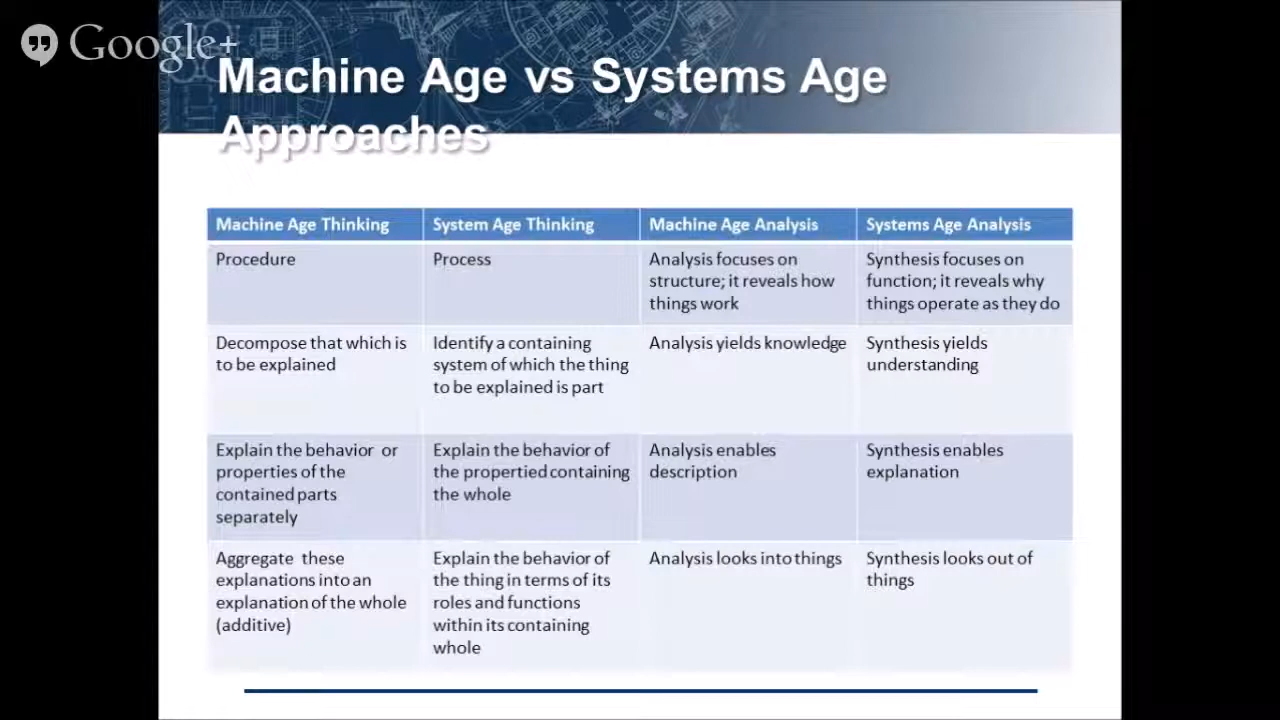 Google+
Machine Age vs Systems Age
Approaches
Machine Age Thinking
System Age Thinking
Machine Age Analysis
Systems Age Analysis
Procedure
Process
Analysis focuses on
structure; it reveals how
things work
Synthesis focuses on
function; it reveals why
things operate as they do
Decompose that which is
to be explained
Identify a containing
system of which the thing
to be explained is part
Analysis yields knowledge
Synthesis yields
understanding
Explain the behavior or
properties of the
contained parts
separately
Explain the behavior of
the propertied containing
the whole
Analysis enables
description
Synthesis enables
explanation
Aggregate these
explanations into an
explanation of the whole
(additive)
Explain the behavior of
the thing in terms of its
roles and functions
within its containing
whole
Analysis looks into things
Synthesis looks out of
things